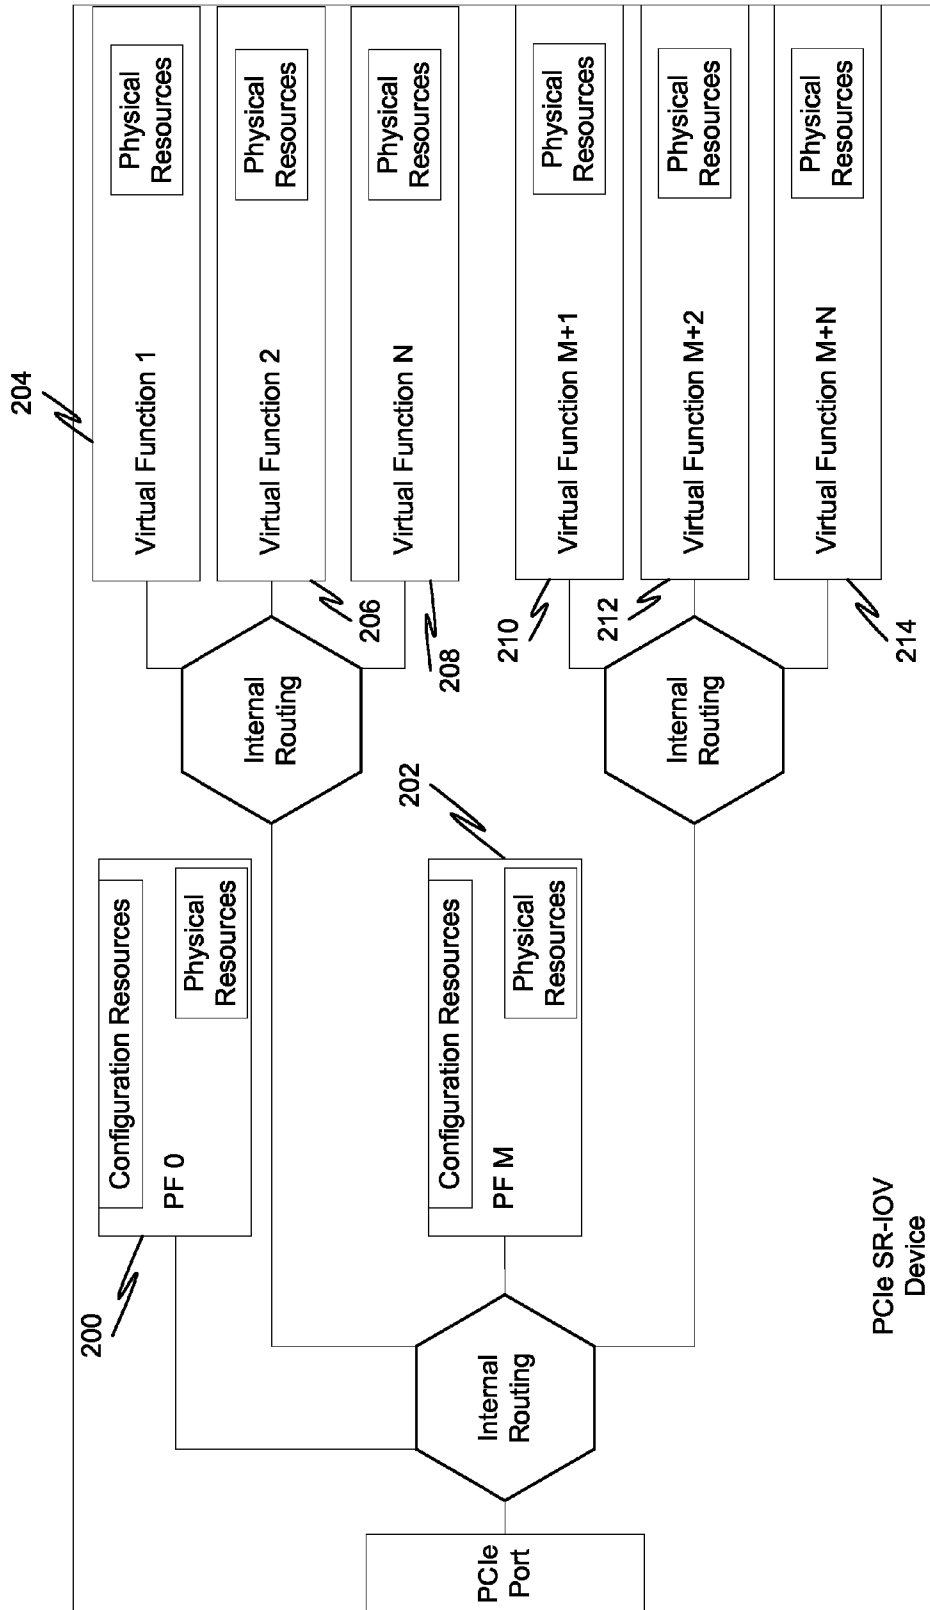 204
Virtual Function 1
Physical
Resources
Virtual Function 2
Physical
Resources
206
Virtual Function N
Physical
Resources
208
Internal
Routing
200
Configuration Resources
PF 0
Physical
Resources
202
Configuration Resources
PF M
Physical
Resources
PCIe
Port
Internal
Routing
Internal
Routing
210
Virtual Function M+1
Physical
Resources
212
Virtual Function M+2
Physical
Resources
214
Virtual Function M+N
Physical
Resources
PCIe SR-IOV
Device